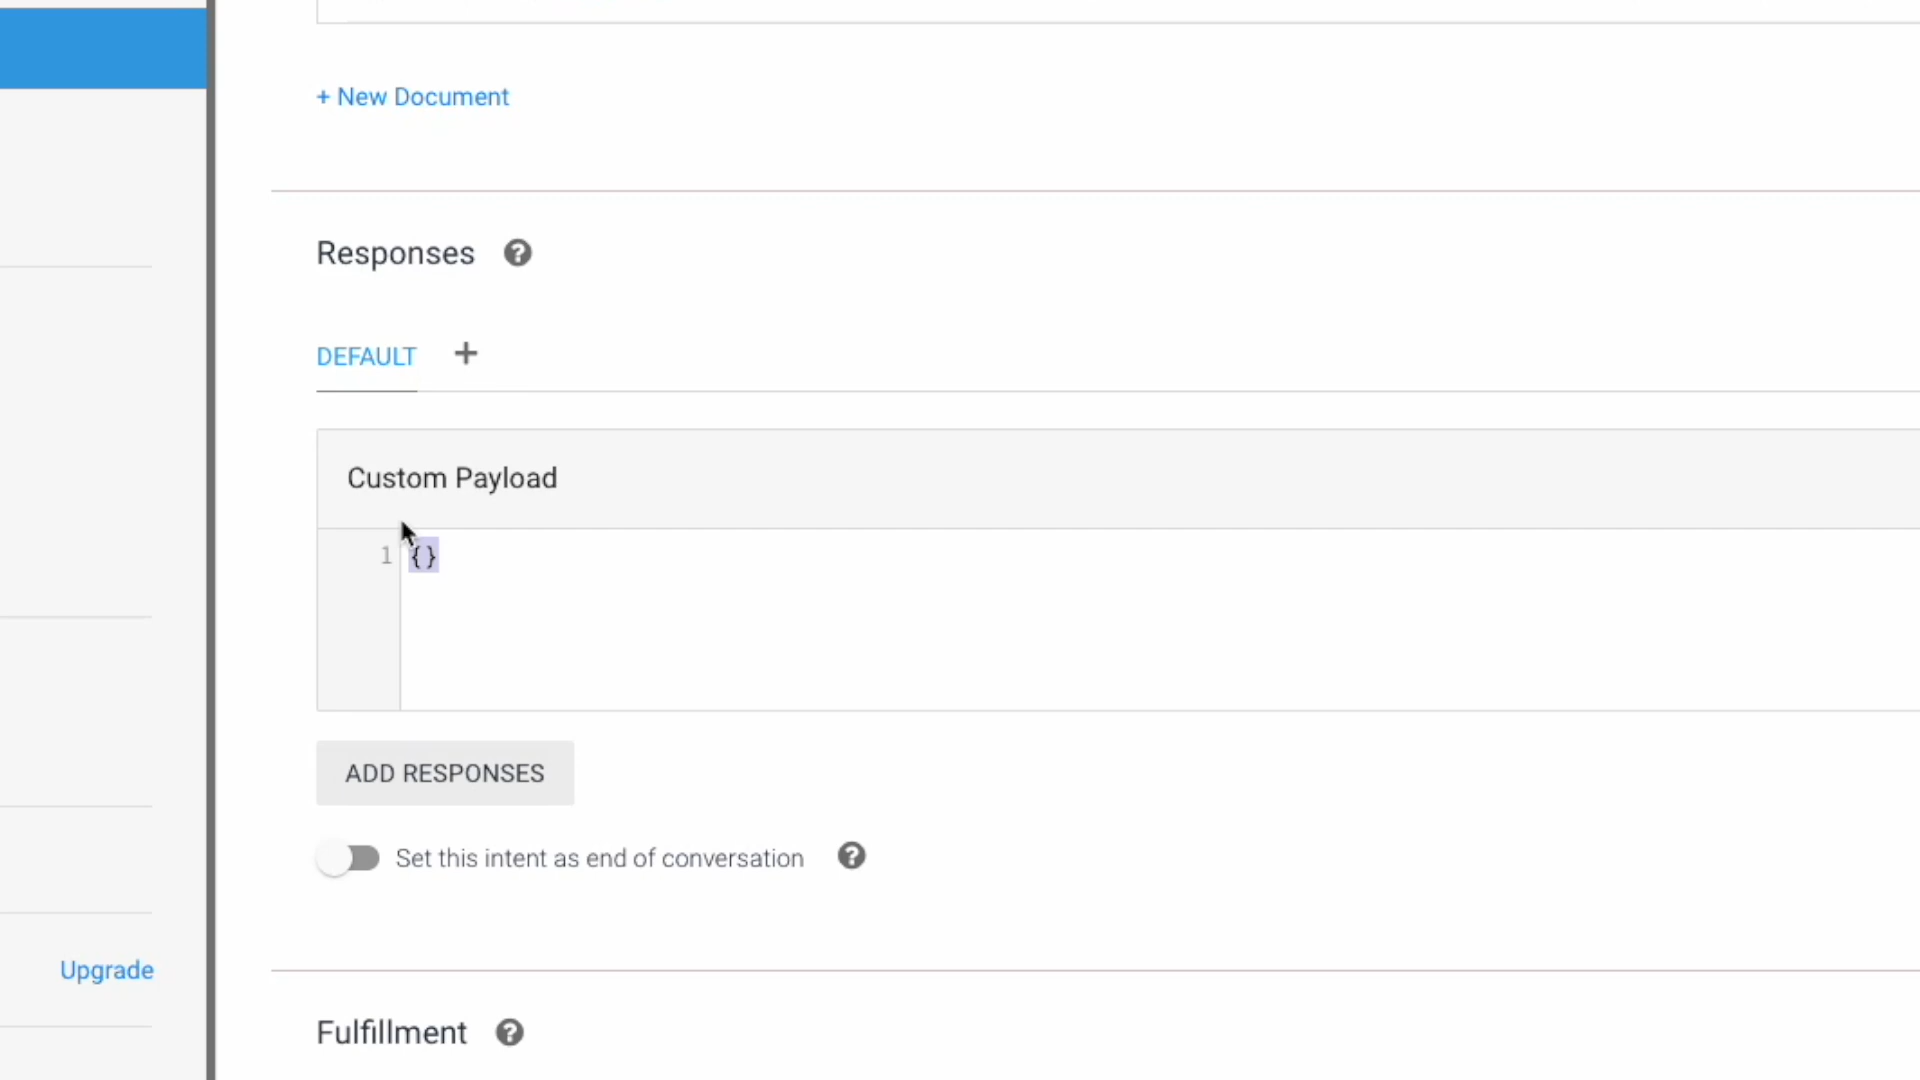 + New Document
Responses
DEFAULT +
Custom Payload
1 {}
ADD RESPONSES
Set this intent as end of conversation
Upgrade
Fulfillment